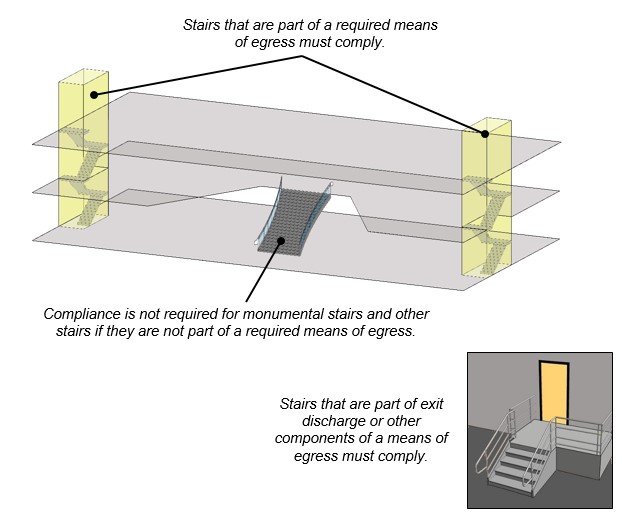 Stairs that are part of a required means
of egress must comply.
Compliance is not required for monumental stairs and other
stairs if they are not part of a required means of egress.
Stairs that are part of exit
discharge or other
components of a means of
egress must comply.